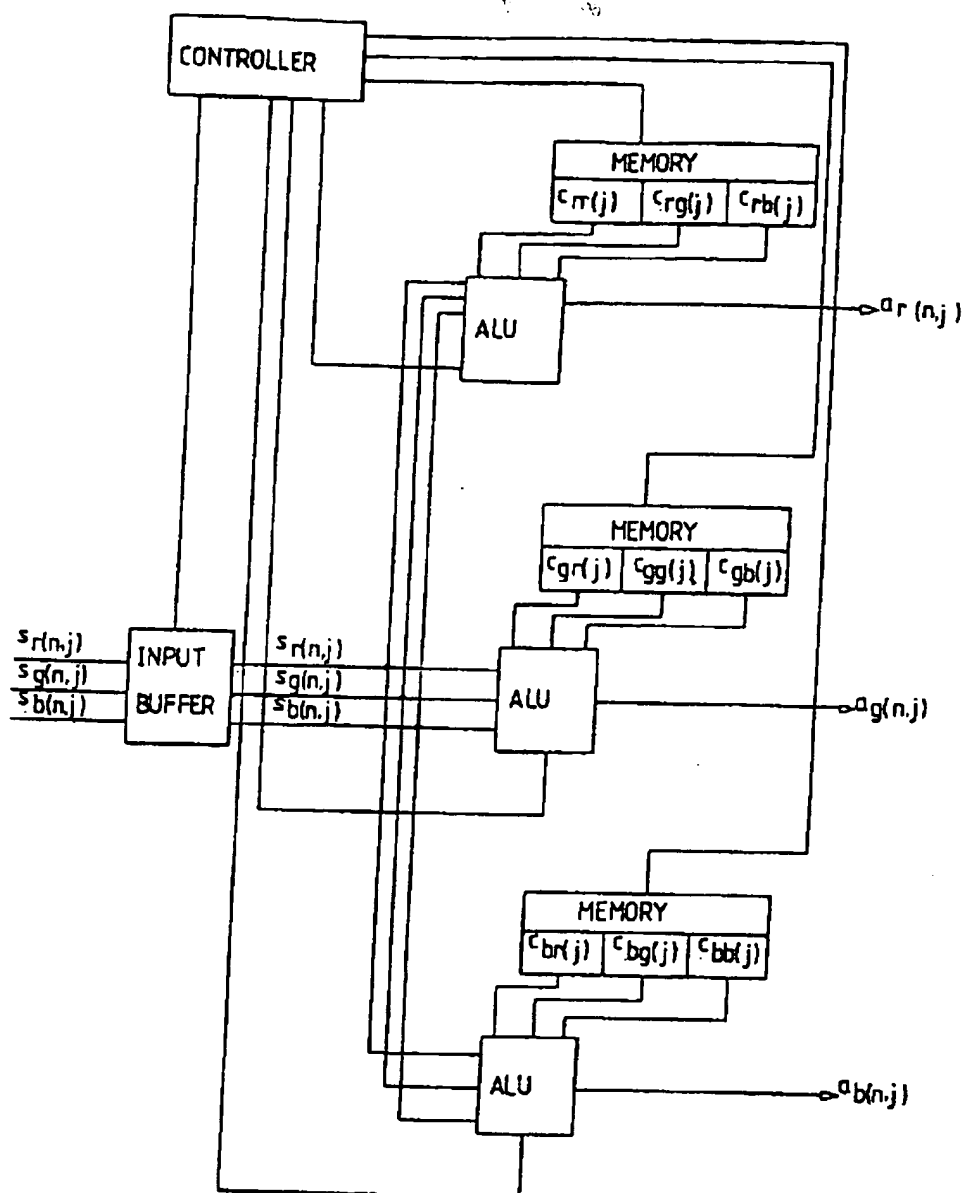 CONTROLLER
MEMORY
crr(j) crg(j) crb(j)
ALU
ar(n,j)
MEMORY
cgr(j) cgg(j) cgb(j)
sr(n,j)
sg(n,j)
sb(n,j)
INPUT
BUFFER
sr(n,j)
sg(n,j)
sb(n,j)
ALU
ag(n,j)
MEMORY
cbr(j) cbg(j) cbb(j)
ALU
ab(n,j)